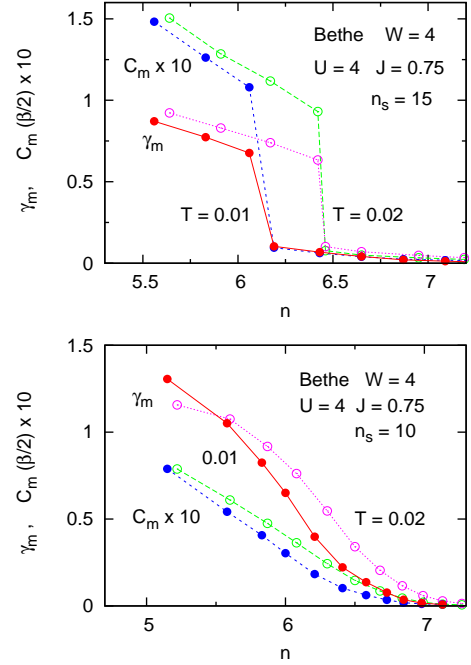 Bethe W = 4
C_m x 10
U = 4 J = 0.75
n_s = 15
γ_m
T = 0.01
T = 0.02
γ_m, C_m (β/2) x 10
1.5
1
0.5
0
5.5
6
6.5
7
n
Bethe W = 4
γ_m
U = 4 J = 0.75
n_s = 10
0.01
C_m x 10
T = 0.02
γ_m , C_m (β/2) x 10
1.5
1
0.5
0
5
6
7
n